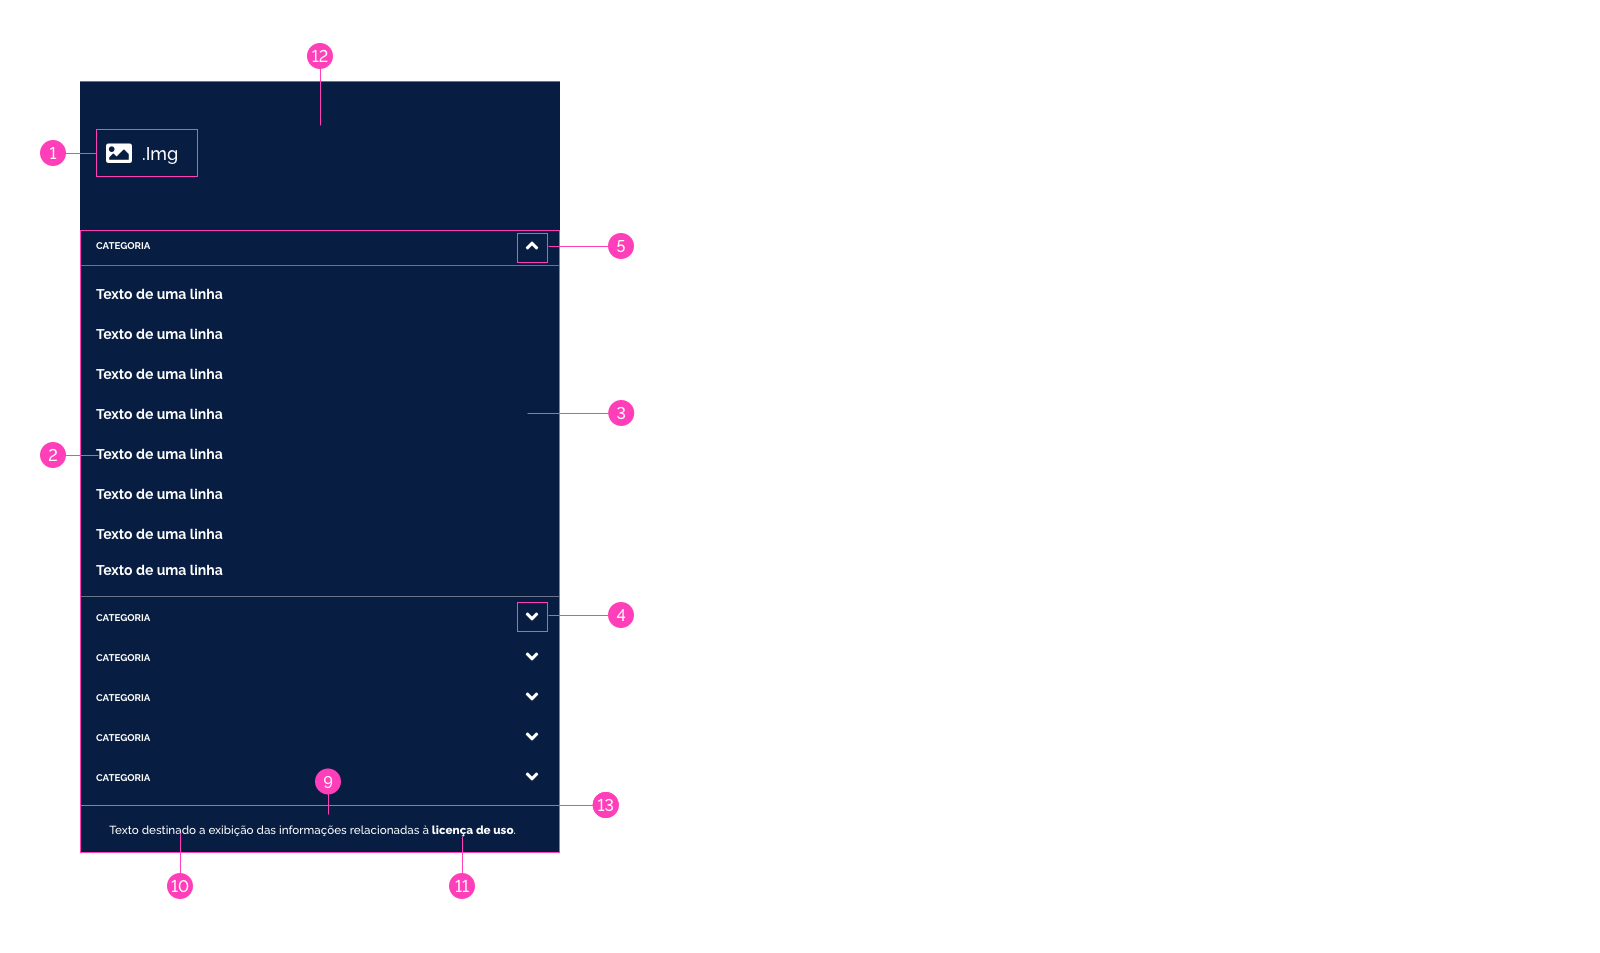 12
1
.Img
CATEGORIA
5
Texto de uma linha
Texto de uma linha
Texto de uma linha
Texto de uma linha
3
2
Texto de uma linha
Texto de uma linha
Texto de uma linha
Texto de uma linha
CATEGORIA
4
CATEGORIA
CATEGORIA
CATEGORIA
CATEGORIA
9
13
Texto destinado a exibição das informações relacionadas à licença de uso.
10
11